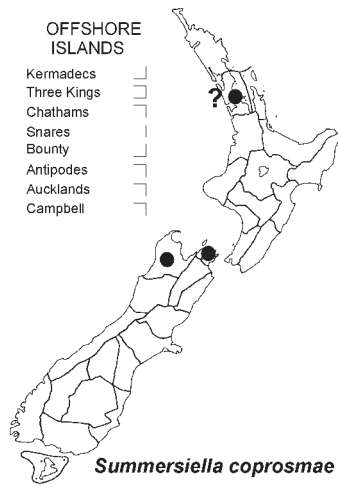 OFFSHORE
ISLANDS
Kermadecs
Three Kings
Chathams
Snares
Bounty
Antipodes
Aucklands
Campbell
?
Summersiella coprosmae